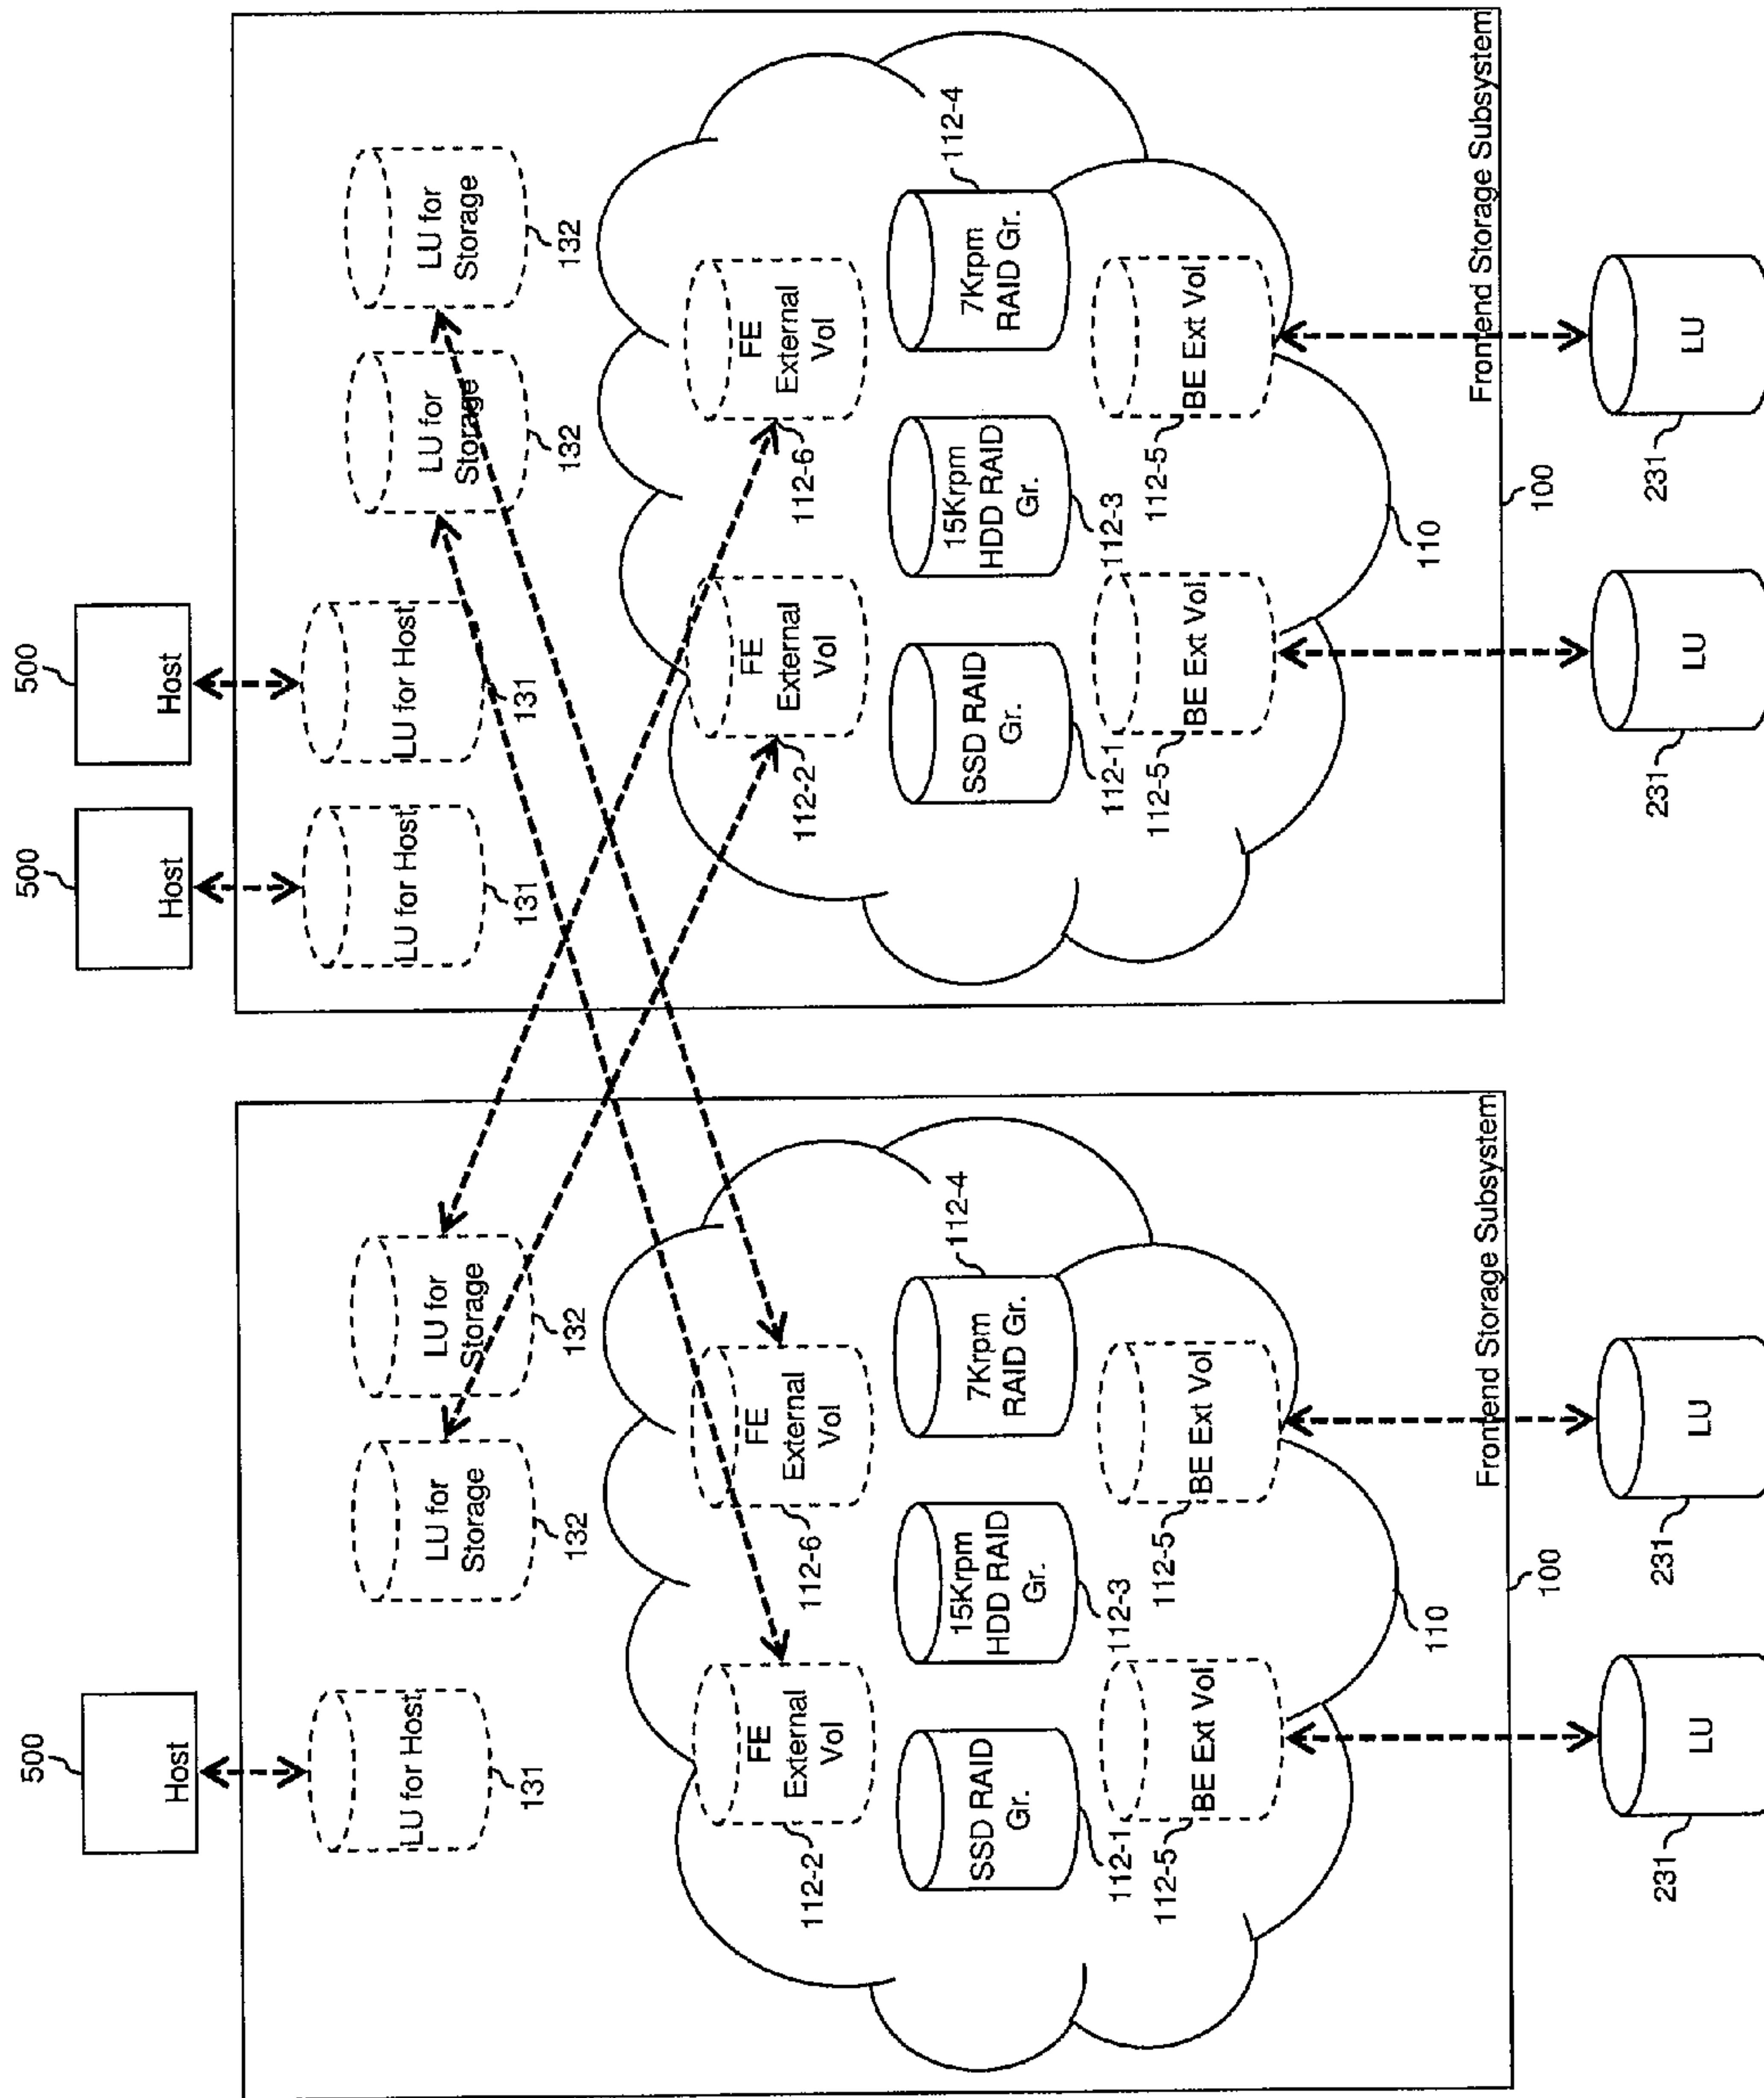 500
Host
LU for Host
131
LU for
Storage
132
LU for
Storage
132
FE
External
Vol
112-2
FE
External
Vol
112-6
SSD RAID
Gr.
112-1
15Krpm
HDD RAID
Gr.
112-3
7Krpm
RAID Gr.
112-4
BE Ext Vol
112-5
BE Ext Vol
112-5
110
Frontend Storage Subsystem
100
LU
231
LU
231
500
Host
500
Host
LU for Host
131
LU for Host
131
LU for
Storage
132
LU for
Storage
132
FE
External
Vol
112-2
FE
External
Vol
112-6
SSD RAID
Gr.
112-1
15Krpm
HDD RAID
Gr.
112-3
7Krpm
RAID Gr.
112-4
BE Ext Vol
112-5
BE Ext Vol
112-5
110
Frontend Storage Subsystem
100
LU
231
LU
231